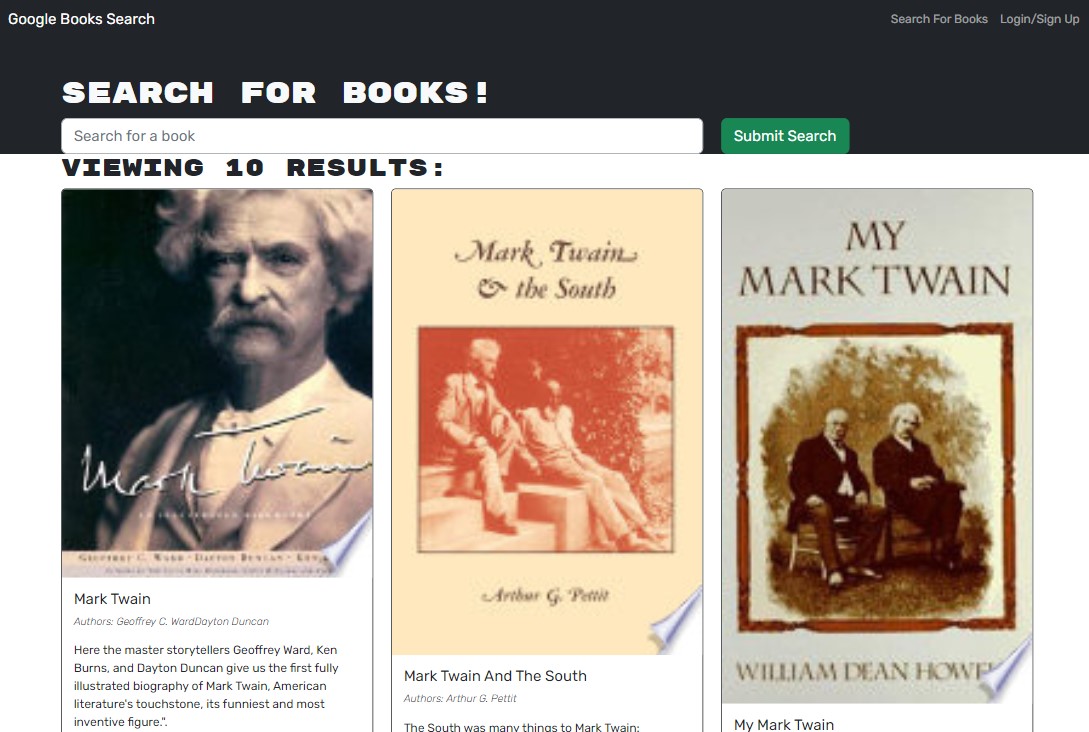 Google Books Search
Search For Books
Login/Sign Up
SEARCH FOR BOOKS!
Search for a book
Submit Search
VIEWING 10 RESULTS:
Mark Twain
AN ILLUSTRATED BIOGRAPHY
GEOFFREY C. WARD · DAYTON DUNCAN ·
Mark Twain
Authors: Geoffrey C. WardDayton Duncan
Here the master storytellers Geoffrey Ward, Ken
Burns, and Dayton Duncan give us the first fully
illustrated biography of Mark Twain, American
literature's touchstone, its funniest and most
inventive figure.".
Mark Twain
& the South
Arthur G. Pettit
Mark Twain And The South
Authors: Arthur G. Pettit
The South was many things to Mark Twain:
MY
MARK TWAIN
WILLIAM DEAN HOWE
My Mark Twain